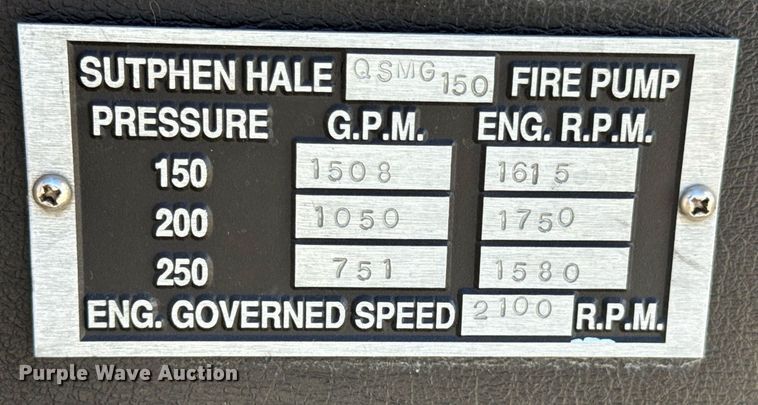 SUTPHEN HALE QSMG 150 FIRE PUMP
PRESSURE G.P.M. ENG. R.P.M.
150 1508 1615
200 1050 1750
250 751 1580
ENG. GOVERNED SPEED 2100 R.P.M.
Purple Wave Auction